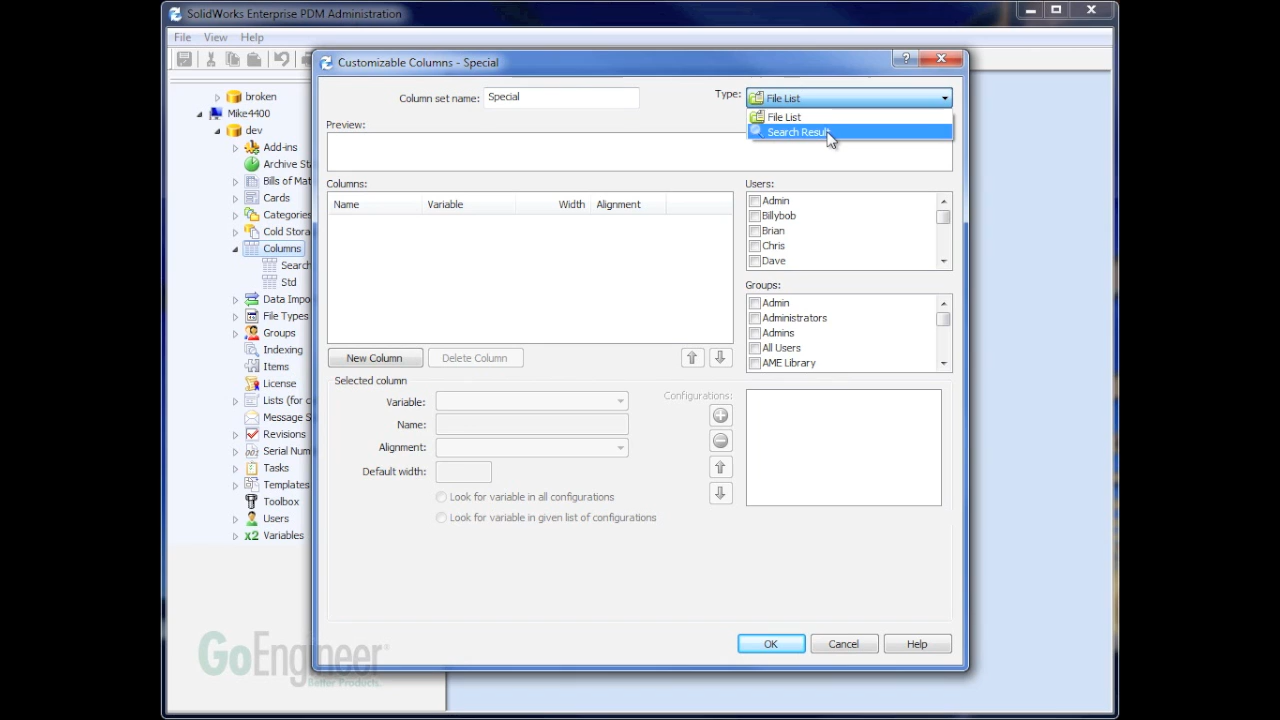 SolidWorks Enterprise PDM Administration
File View Help
Customizable Columns - Special
Column set name: Special
Type: File List
File List
Search Result
Preview:
broken
Mike4400
dev
Add-ins
Archive
Bills of Mat
Cards
Categories
Cold Stora
Columns
Search
Std
Data Impo
File Types
Groups
Indexing
Items
License
Lists (for c
Message S
Revisions
Serial Num
Tasks
Templates
Toolbox
Users
Variables
Columns:
Name Variable Width Alignment
Users:
Admin
Billybob
Brian
Chris
Dave
Groups:
Admin
Administrators
Admins
All Users
AME Library
New Column Delete Column
Selected column
Variable:
Name:
Alignment:
Default width:
Configurations:
Look for variable in all configurations
Look for variable in given list of configurations
OK Cancel Help
GoEngineer
Better Products.